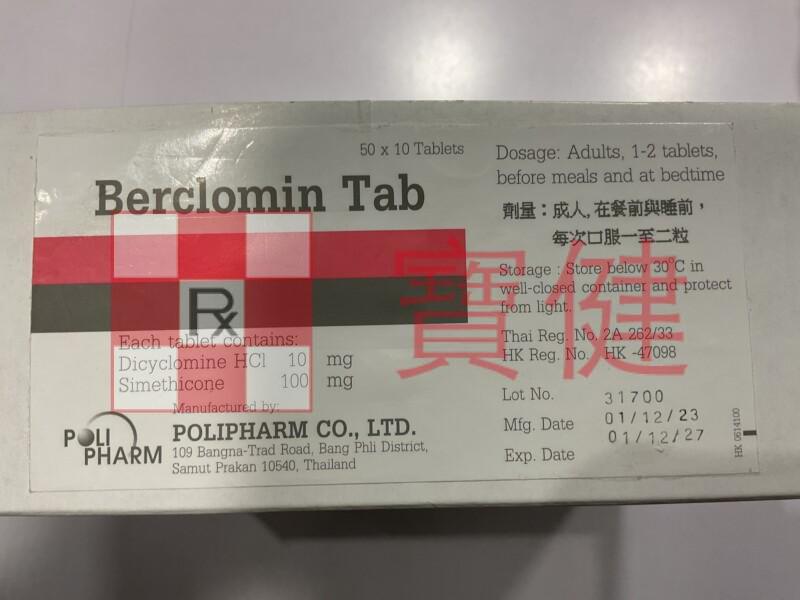 50 x 10 Tablets
Berclomin Tab
Rx
Each tablet contains:
Dicyclomine HCl 10 mg
Simethicone 100 mg
Manufactured by:
POLI PHARM
POLIPHARM CO., LTD.
109 Bangna-Trad Road, Bang Phli District,
Samut Prakan 10540, Thailand
Dosage: Adults, 1-2 tablets,
before meals and at bedtime
劑量：成人,在餐前與睡前，
每次口服一至二粒
Storage : Store below 30°C in
well-closed container and protect
from light.
Thai Reg. No. 2A 262/33
HK Reg. No. HK -47098
Lot No. 31700
Mfg. Date 01/12/23
Exp. Date 01/12/27
HK 0614100
寶健